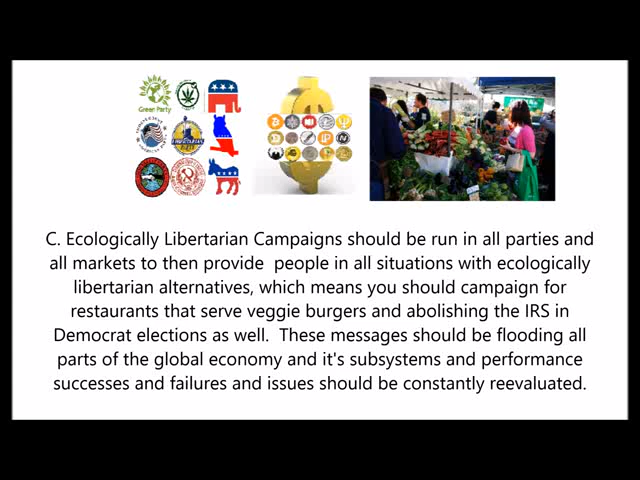 Green Party
LIBERTARIAN
C. Ecologically Libertarian Campaigns should be run in all parties and
all markets to then provide  people in all situations with ecologically
libertarian alternatives, which means you should campaign for
restaurants that serve veggie burgers and abolishing the IRS in
Democrat elections as well.  These messages should be flooding all
parts of the global economy and it's subsystems and performance
successes and failures and issues should be constantly reevaluated.